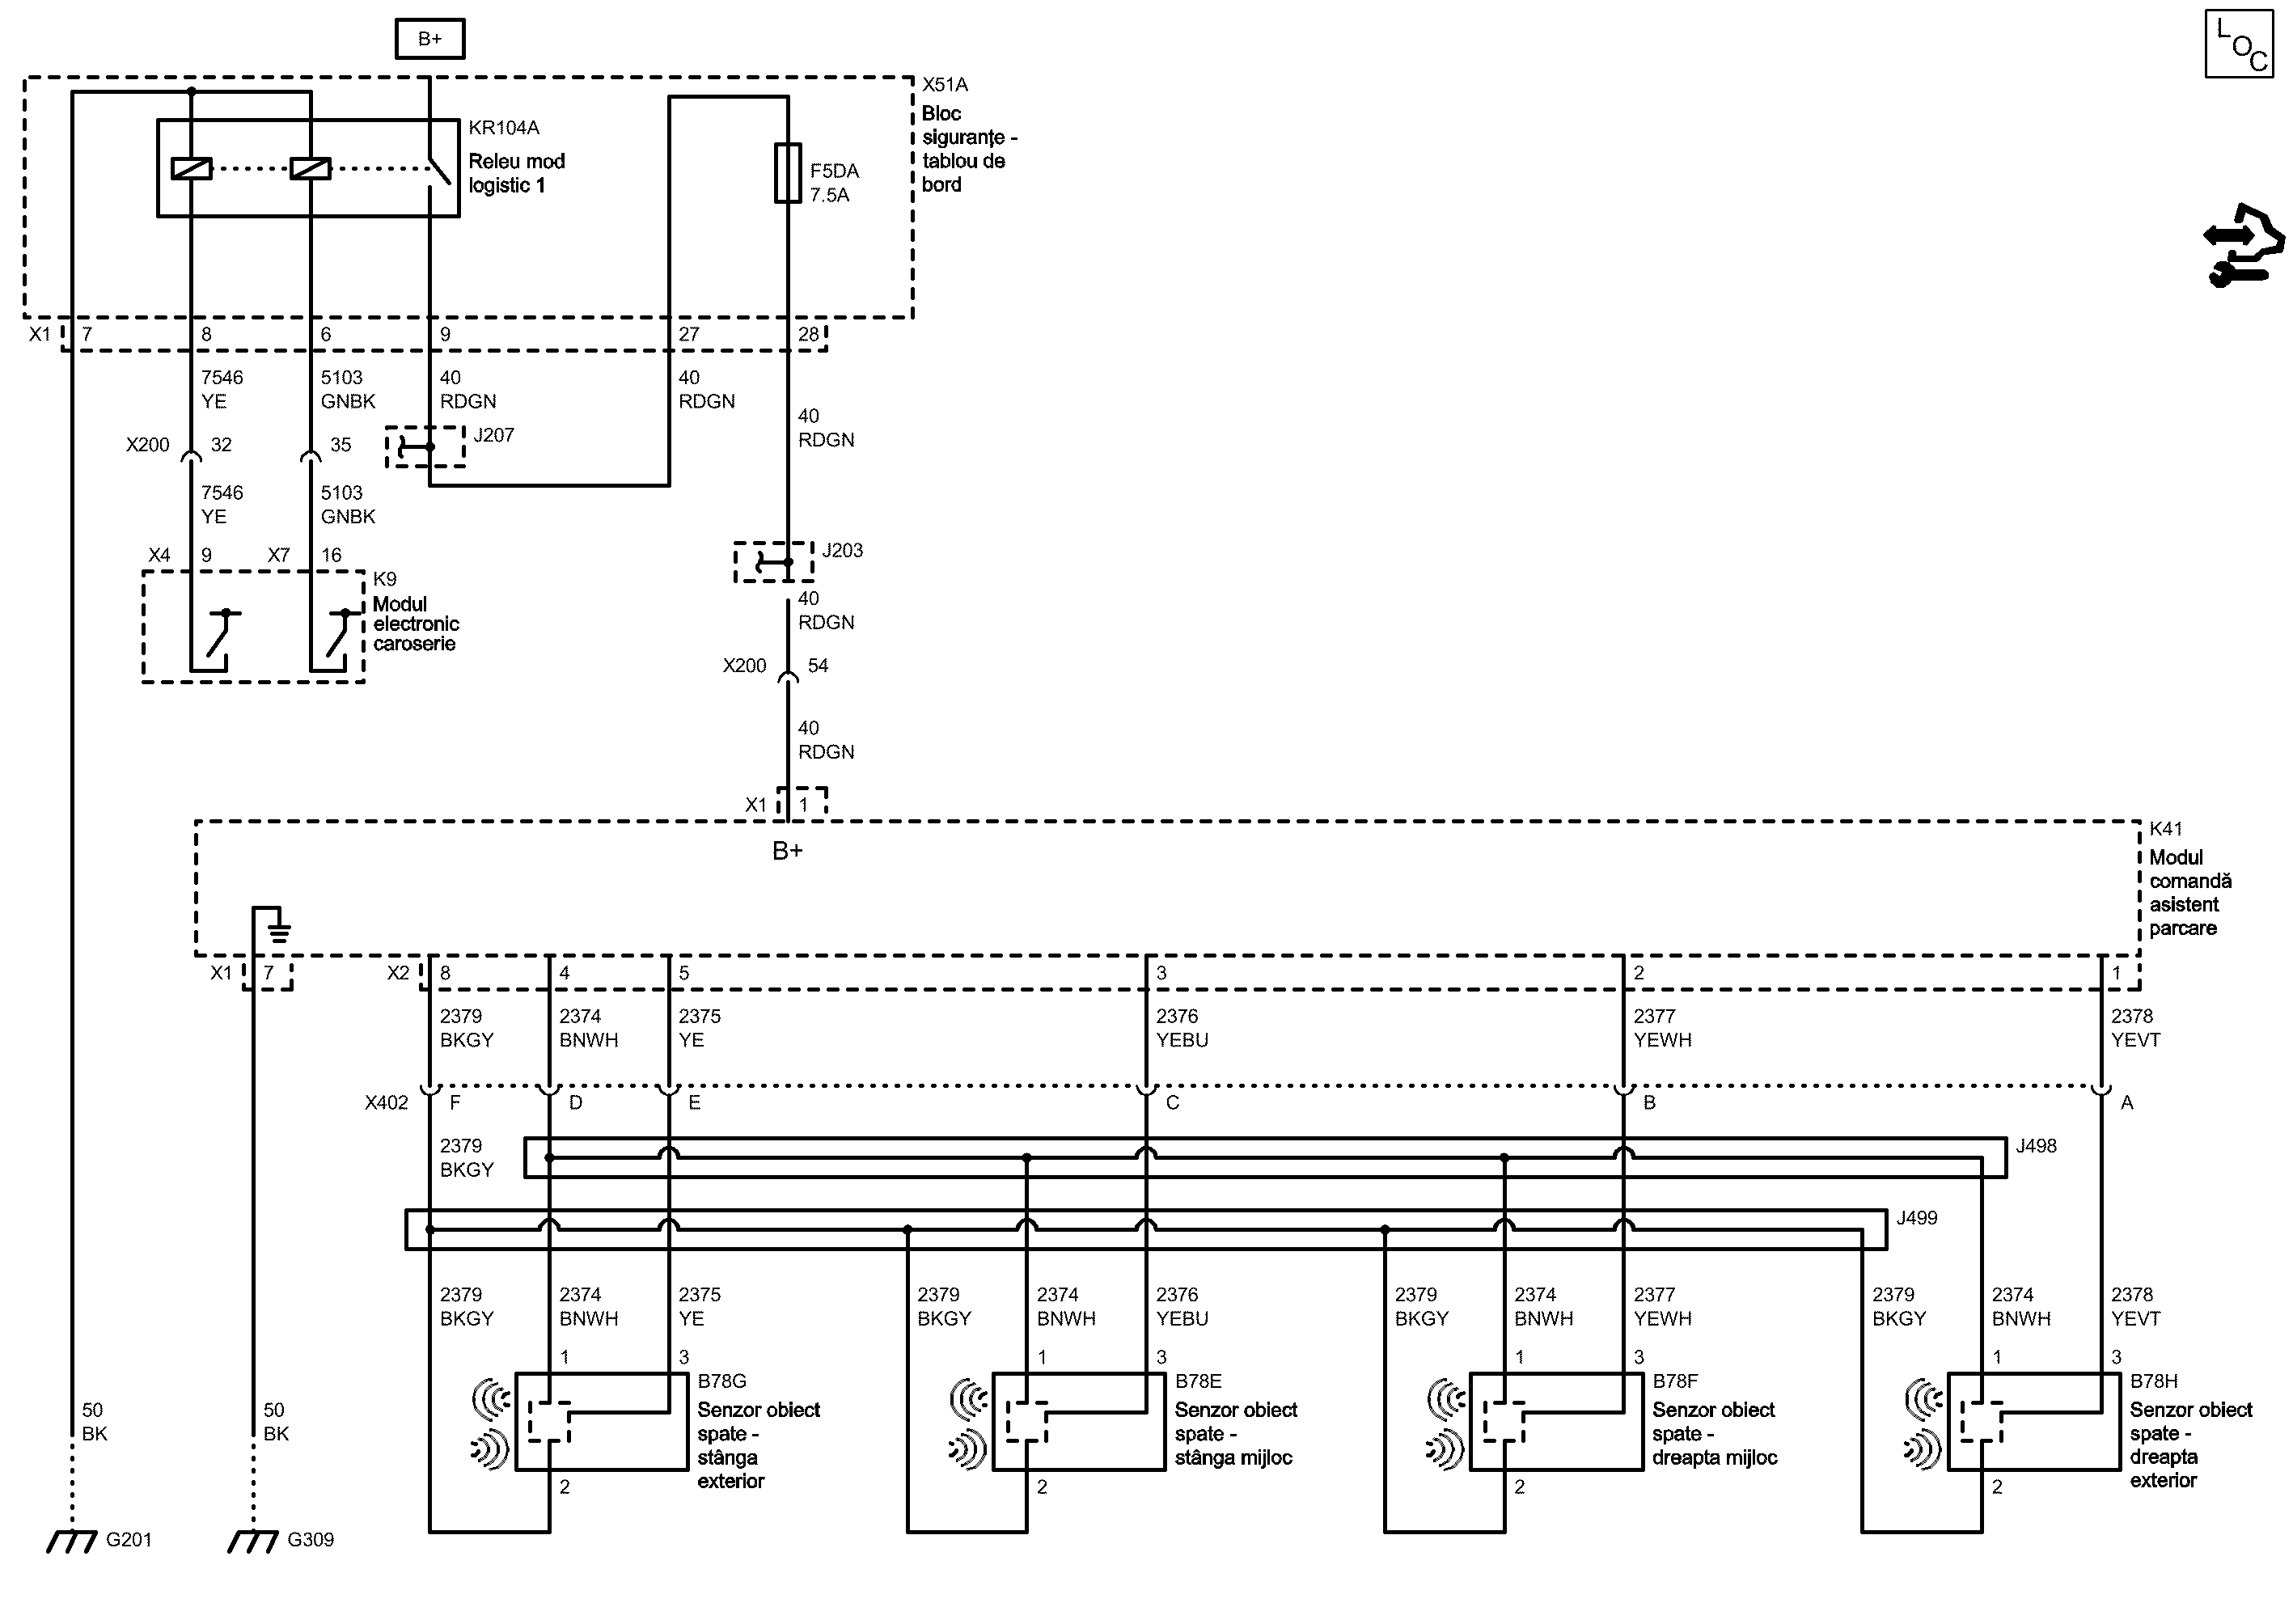 B+
L
O
C
X51A
Bloc
siguranțe -
tablou de
bord
KR104A
Releu mod
logistic 1
F5DA
7.5A
X1 7 8 6 9 27 28
7546 5103 40 40
YE GNBK RDGN RDGN
40
RDGN
X200 32 35 J207
7546 5103
YE GNBK
X4 9 X7 16 J203
K9
Modul
electronic
caroserie
40
RDGN
X200 54
40
RDGN
X1 1
B+
K41
Modul
comandă
asistent
parcare
X1 7 X2 8 4 5 3 2 1
2379 2374 2375 2376 2377 2378
BKGY BNWH YE YEBU YEWH YEVT
X402 F D E C B A
2379 J498
BKGY
J499
2379 2374 2375 2379 2374 2376 2379 2374 2377 2379 2374 2378
BKGY BNWH YE BKGY BNWH YEBU BKGY BNWH YEWH BKGY BNWH YEVT
1 3 1 3 1 3 1 3
B78G
Senzor obiect
spate -
stânga
exterior
B78E
Senzor obiect
spate -
stânga mijloc
B78F
Senzor obiect
spate -
dreapta mijloc
B78H
Senzor obiect
spate -
dreapta
exterior
50 50
BK BK
2 2 2 2
G201 G309